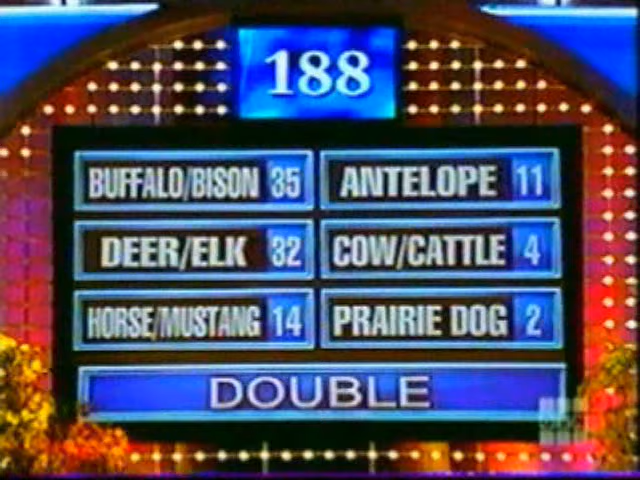 188
BUFFALO/BISON 35
ANTELOPE 11
DEER/ELK 32
COW/CATTLE 4
HORSE/MUSTANG 14
PRAIRIE DOG 2
DOUBLE